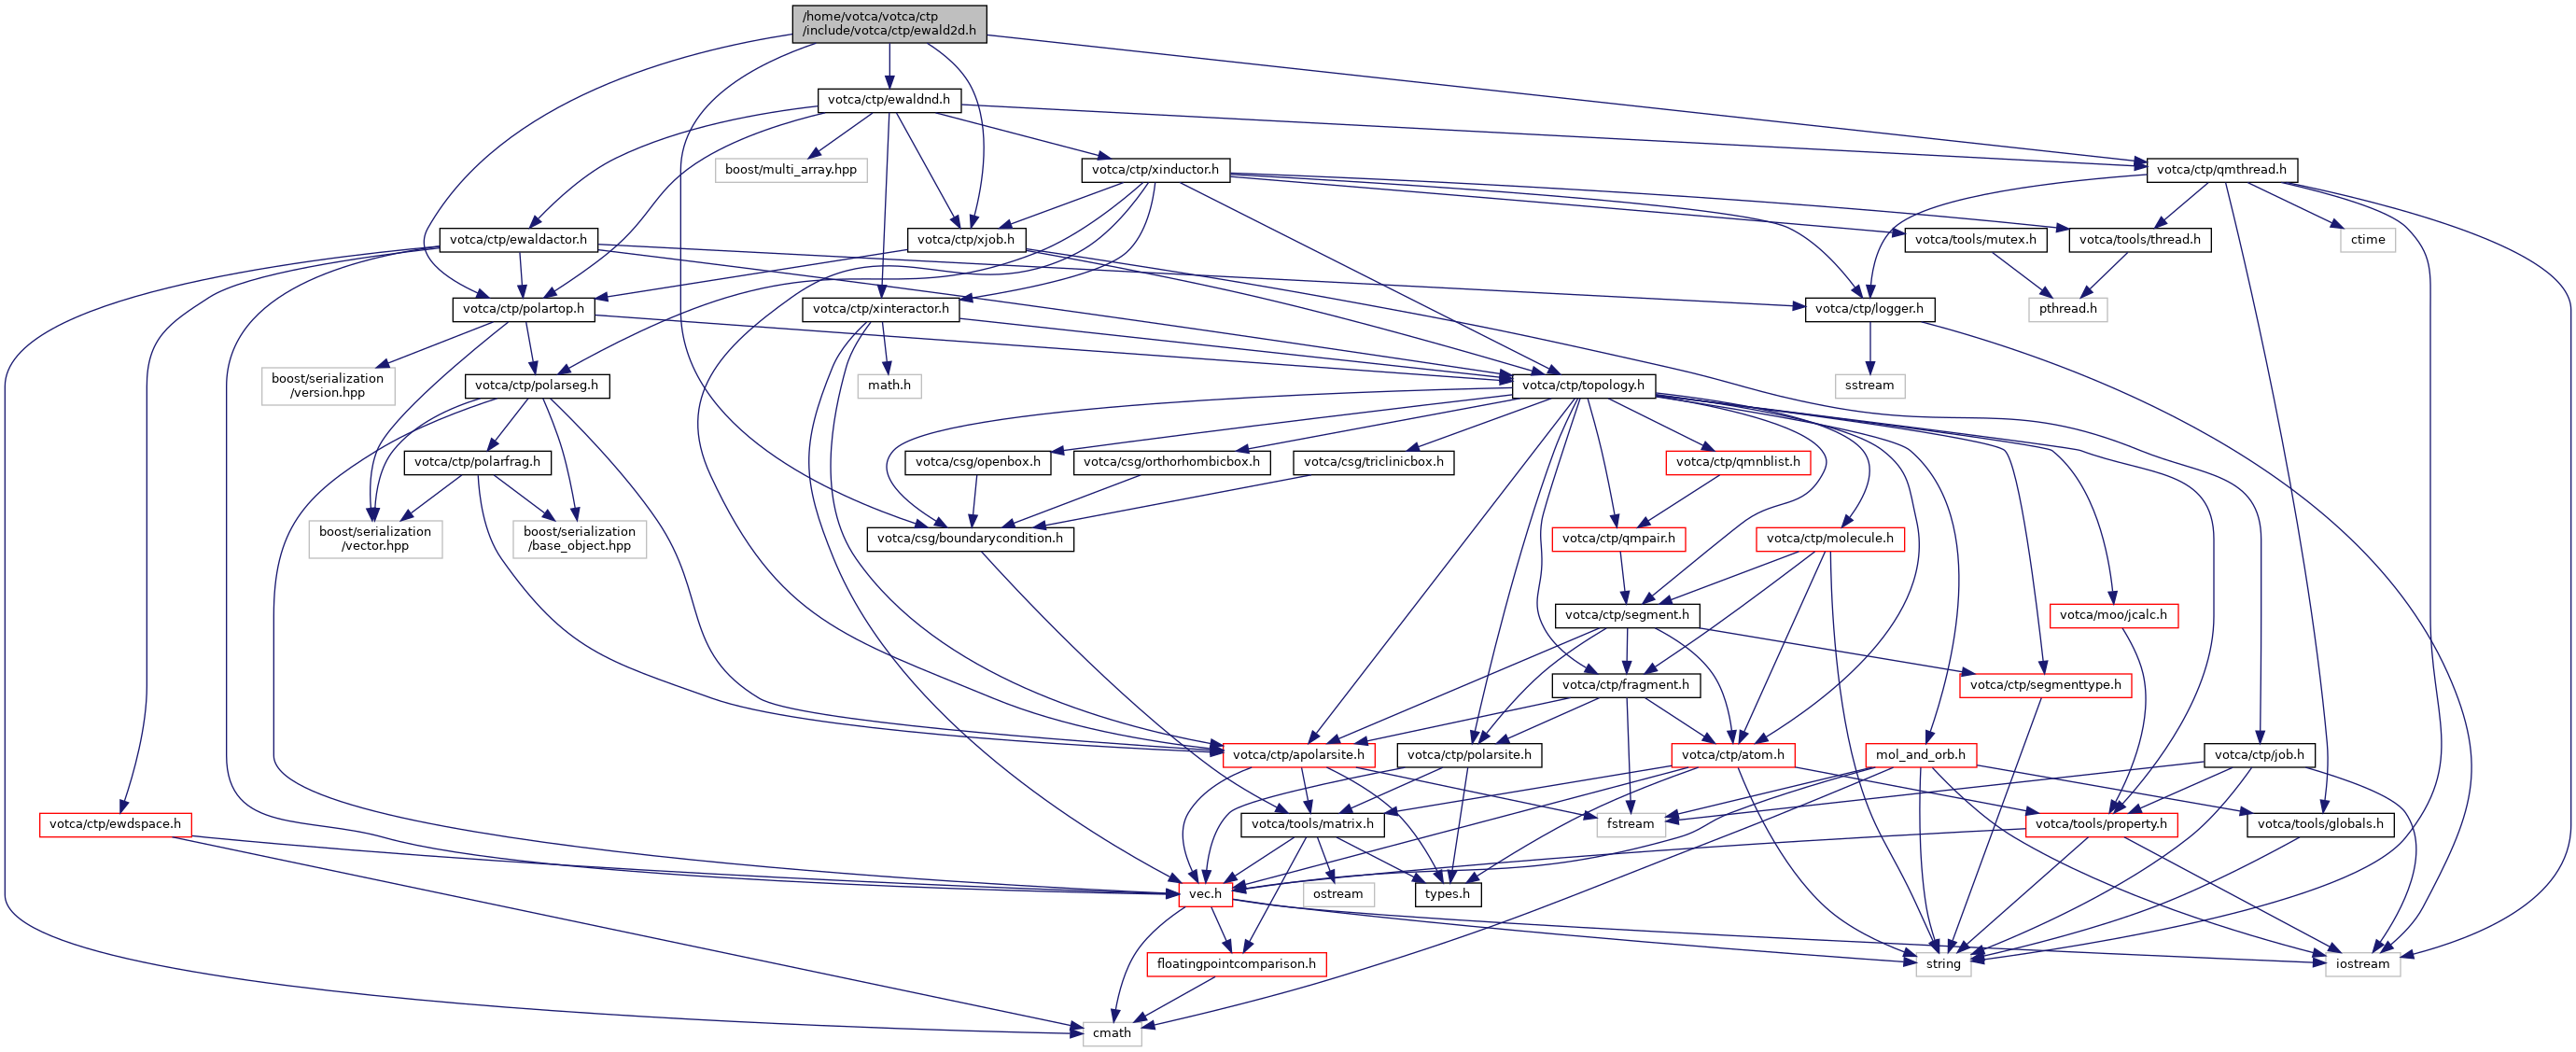 /home/votca/votca/ctp
/include/votca/ctp/ewald2d.h
votca/ctp/ewaldnd.h
boost/multi_array.hpp
votca/ctp/xinductor.h
votca/ctp/qmthread.h
votca/ctp/ewaldactor.h
votca/ctp/xjob.h
votca/tools/mutex.h
votca/tools/thread.h
ctime
votca/ctp/polartop.h
votca/ctp/xinteractor.h
votca/ctp/logger.h
pthread.h
boost/serialization
/version.hpp
votca/ctp/polarseg.h
math.h
votca/ctp/topology.h
sstream
votca/ctp/polarfrag.h
votca/csg/openbox.h
votca/csg/orthorhombicbox.h
votca/csg/triclinicbox.h
votca/ctp/qmnblist.h
boost/serialization
/vector.hpp
boost/serialization
/base_object.hpp
votca/csg/boundarycondition.h
votca/ctp/qmpair.h
votca/ctp/molecule.h
votca/ctp/segment.h
votca/moo/jcalc.h
votca/ctp/fragment.h
votca/ctp/segmenttype.h
votca/ctp/apolarsite.h
votca/ctp/polarsite.h
votca/ctp/atom.h
mol_and_orb.h
votca/ctp/job.h
votca/ctp/ewdspace.h
votca/tools/matrix.h
fstream
votca/tools/property.h
votca/tools/globals.h
vec.h
ostream
types.h
floatingpointcomparison.h
string
iostream
cmath